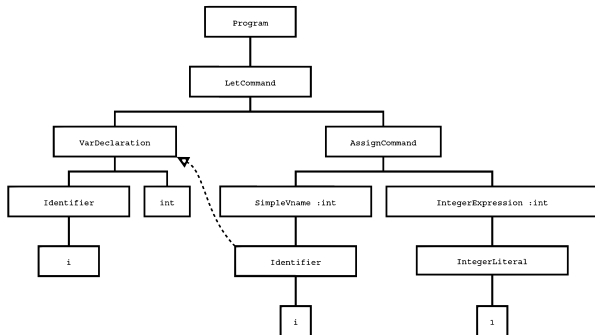 Program
LetCommand
VarDeclaration
AssignCommand
Identifier
int
SimpleVname :int
IntegerExpression :int
i
Identifier
IntegerLiteral
i
1